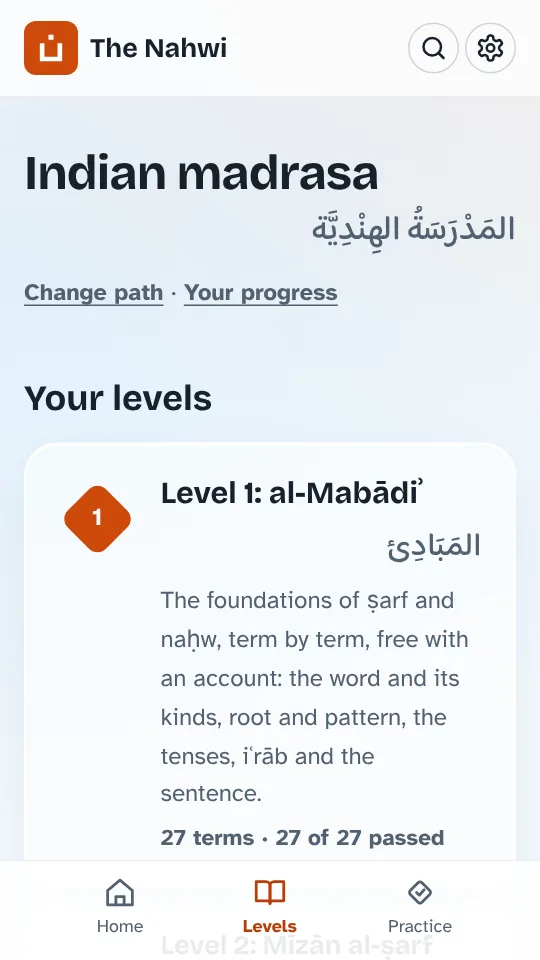 The Nahwi
Indian madrasa
المَدْرَسَةُ الهِنْدِيَّة
Change path · Your progress
Your levels
1
Level 1: al-Mabādiʾ
المَبَادِئ
The foundations of ṣarf and
naḥw, term by term, free with
an account: the word and its
kinds, root and pattern, the
tenses, iʿrāb and the
sentence.
27 terms · 27 of 27 passed
Level 2: Mīzān al-ṣarf
Home
Levels
Practice